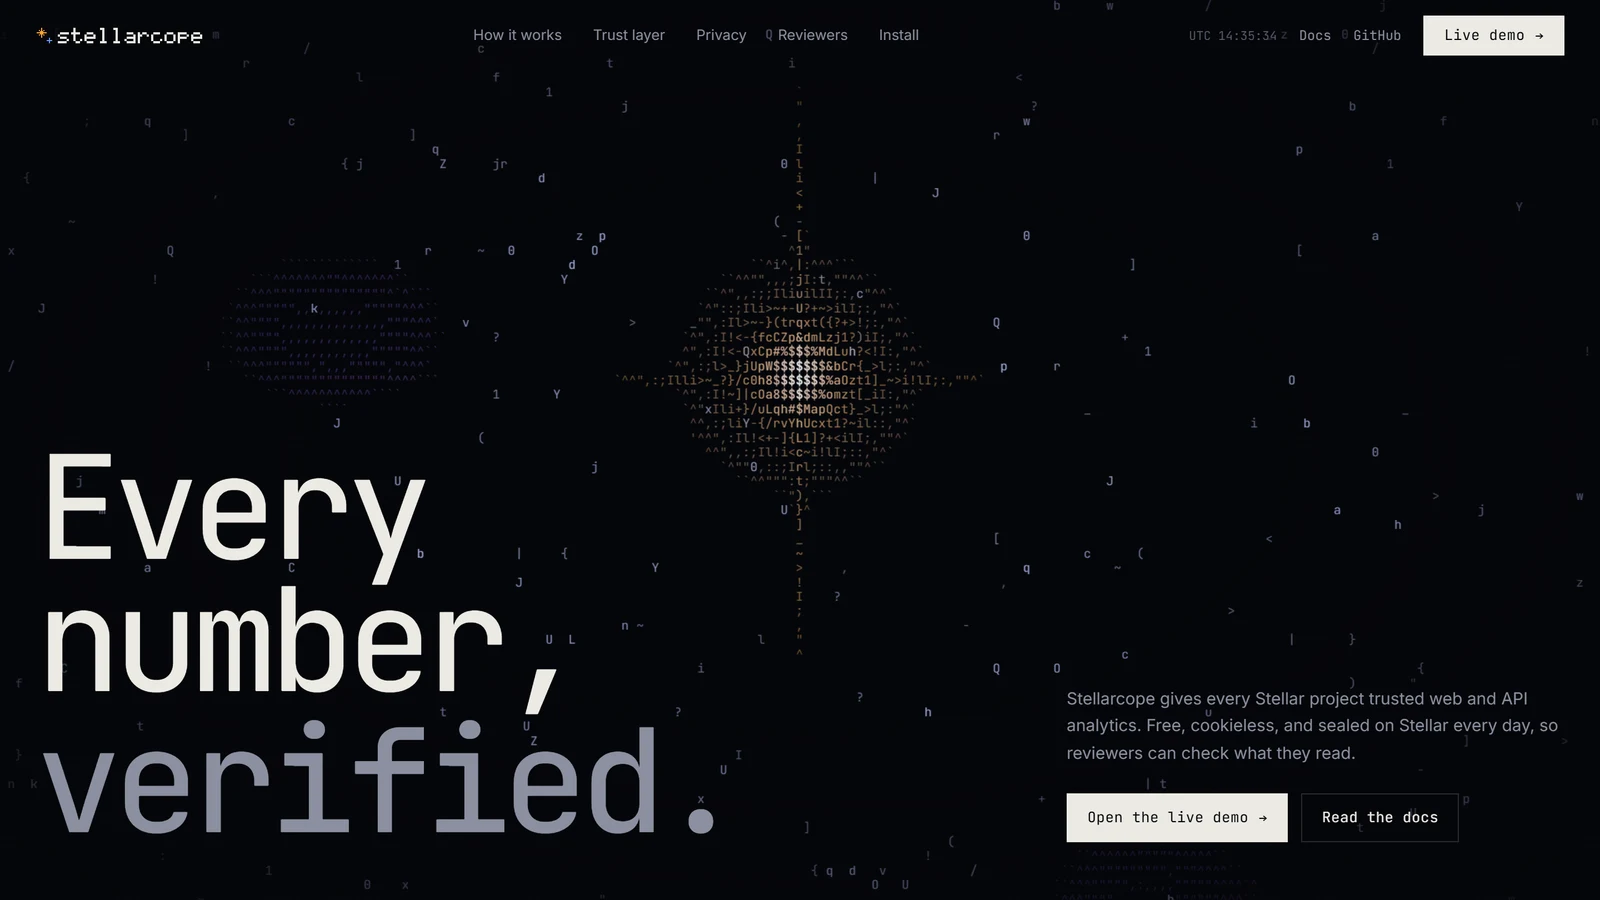 stellarcope
How it works
Trust layer
Privacy
Reviewers
Install
UTC 14:35:34
Docs
GitHub
Live demo →
Every
number,
verified.
Stellarcope gives every Stellar project trusted web and API
analytics. Free, cookieless, and sealed on Stellar every day, so
reviewers can check what they read.
Open the live demo →
Read the docs